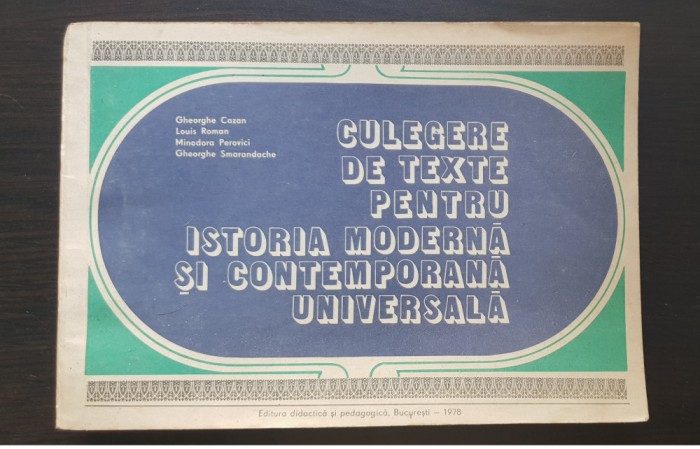 Gheorghe Cazan
Louis Roman
Minodora Perovici
Gheorghe Smarandache
CULEGERE
DE TEXTE
PENTRU
ISTORIA MODERNĂ
ȘI CONTEMPORANĂ
UNIVERSALĂ
Editura didactică și pedagogică, București – 1978